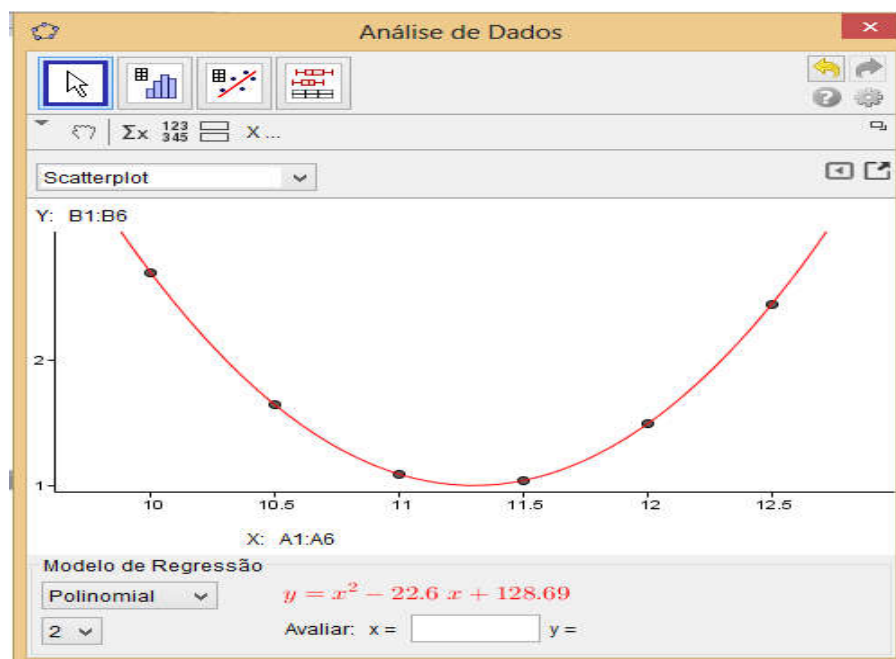 Análise de Dados
Σx 123 345 X ...
Scatterplot
Y: B1:B6
2
1
10 10.5 11 11.5 12 12.5
X: A1:A6
Modelo de Regressão
Polinomial y = x² − 22.6 x + 128.69
2 Avaliar: x = y =